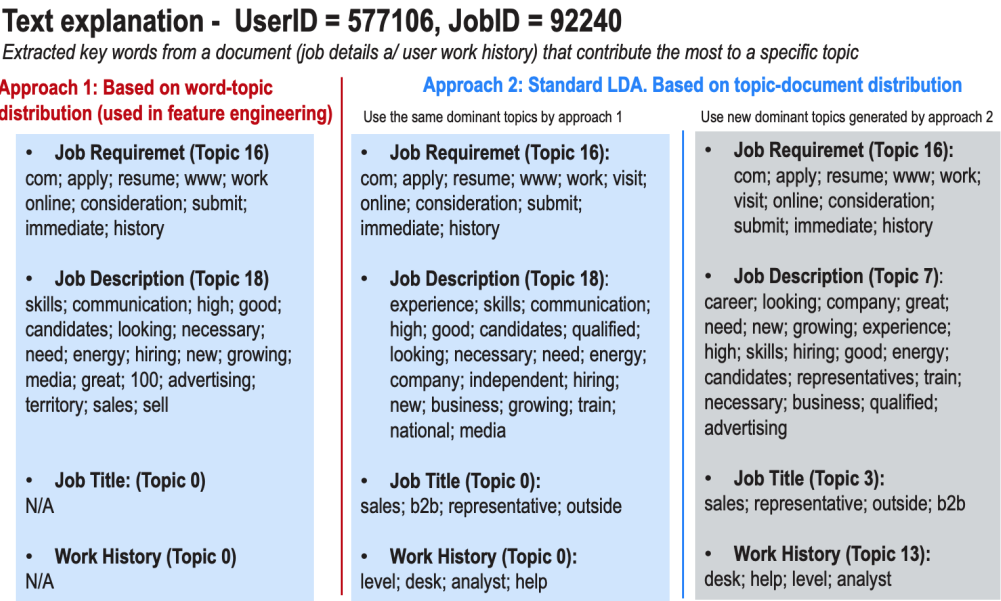 Text explanation - UserID = 577106, JobID = 92240
Extracted key words from a document (job details a/ user work history) that contribute the most to a specific topic
Approach 1: Based on word-topic
distribution (used in feature engineering)
• Job Requiremet (Topic 16)
com; apply; resume; www; work
online; consideration; submit;
immediate; history
• Job Description (Topic 18)
skills; communication; high; good;
candidates; looking; necessary;
need; energy; hiring; new; growing;
media; great; 100; advertising;
territory; sales; sell
• Job Title: (Topic 0)
N/A
• Work History (Topic 0)
N/A
Approach 2: Standard LDA. Based on topic-document distribution
Use the same dominant topics by approach 1
• Job Requiremet (Topic 16):
com; apply; resume; www; work; visit;
online; consideration; submit;
immediate; history
• Job Description (Topic 18):
experience; skills; communication;
high; good; candidates; qualified;
looking; necessary; need; energy;
company; independent; hiring;
new; business; growing; train;
national; media
• Job Title (Topic 0):
sales; b2b; representative; outside
• Work History (Topic 0):
level; desk; analyst; help
Use new dominant topics generated by approach 2
• Job Requiremet (Topic 16):
com; apply; resume; www; work;
visit; online; consideration;
submit; immediate; history
• Job Description (Topic 7):
career; looking; company; great;
need; new; growing; experience;
high; skills; hiring; good; energy;
candidates; representatives; train;
necessary; business; qualified;
advertising
• Job Title (Topic 3):
sales; representative; outside; b2b
• Work History (Topic 13):
desk; help; level; analyst